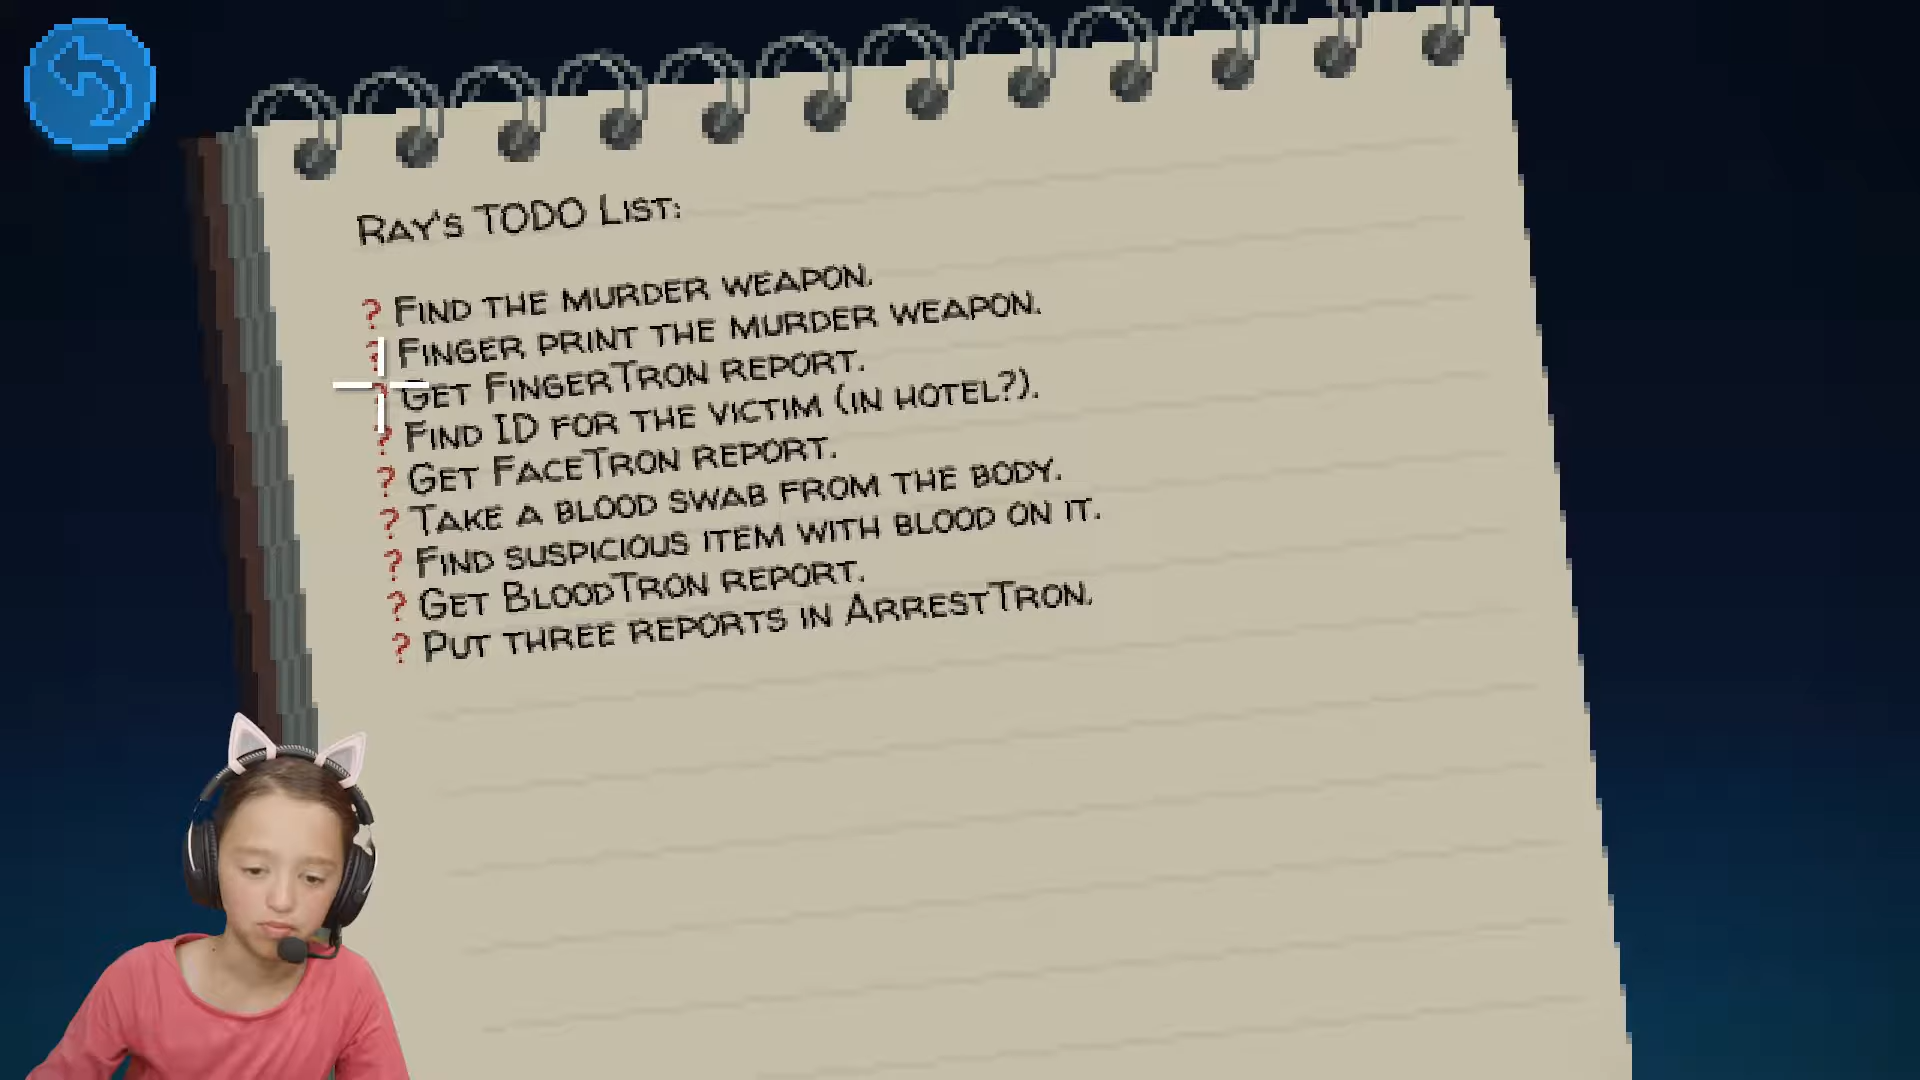 Ray's TODO List:
? Find the murder weapon.
? Finger print the murder weapon.
? Get FingerTron report.
? Find ID for the victim (in hotel?).
? Get FaceTron report.
? Take a blood swab from the body.
? Find suspicious item with blood on it.
? Get BloodTron report.
? Put three reports in ArrestTron.